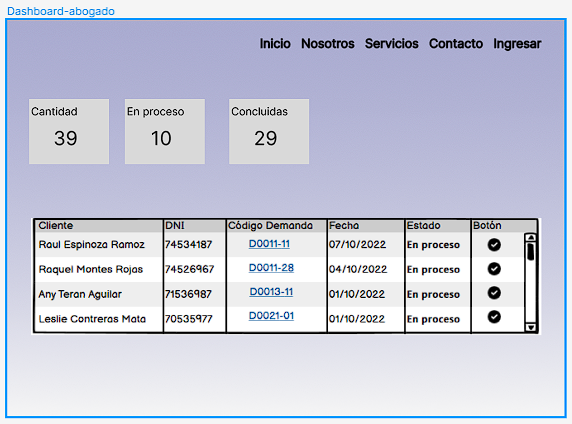 Dashboard-abogado
Inicio Nosotros Servicios Contacto Ingresar
Cantidad En proceso Concluidas
39 10 29
Cliente DNI Código Demanda Fecha Estado Botón
Raul Espinoza Ramoz 74534187 D0011-11 07/10/2022 En proceso
Raquel Montes Rojas 74526967 D0011-28 04/10/2022 En proceso
Any Teran Aguilar 71536987 D0013-11 01/10/2022 En proceso
Leslie Contreras Mata 70535977 D0021-01 01/10/2022 En proceso